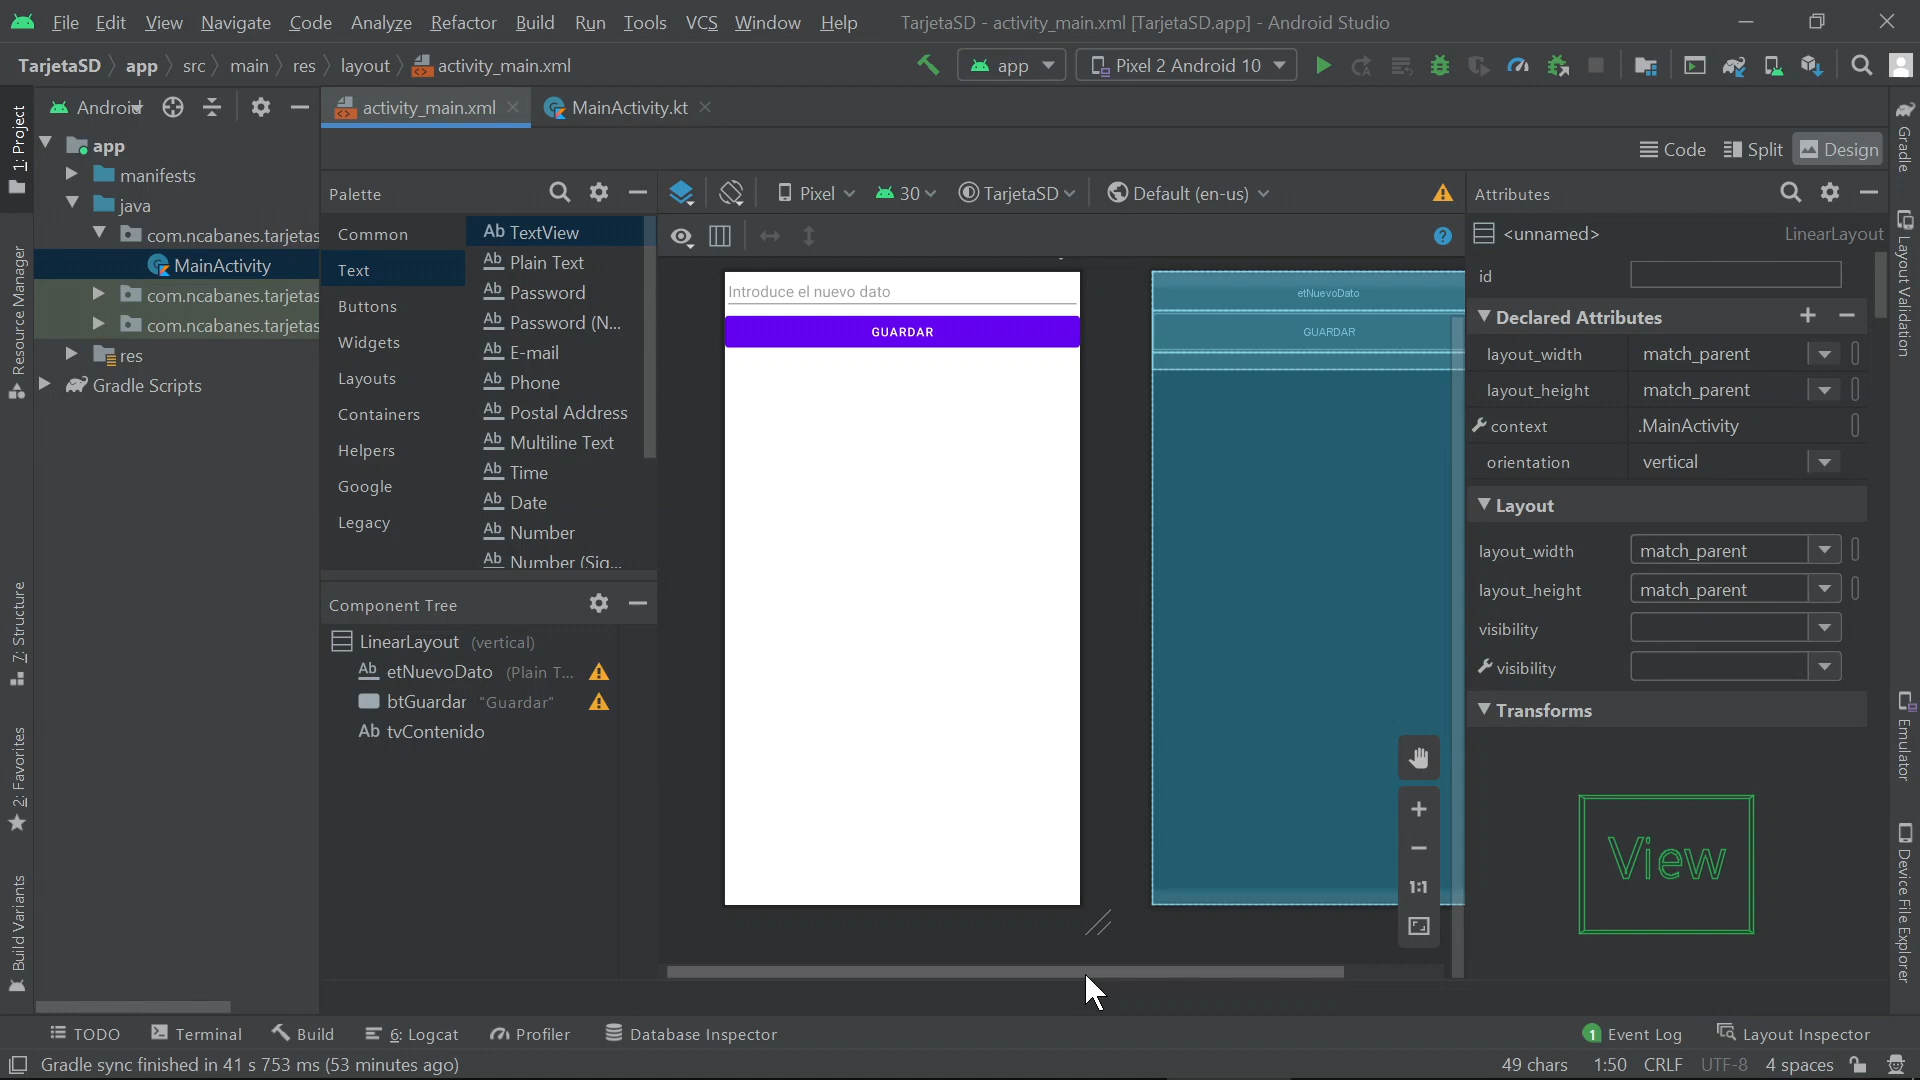 File Edit View Navigate Code Analyze Refactor Build Run Tools VCS Window Help TarjetaSD - activity_main.xml [TarjetaSD.app] - Android Studio
TarjetaSD app src main res layout activity_main.xml app Pixel 2 Android 10
1: Project
Resource Manager
7: Structure
2: Favorites
Build Variants
Android
app
manifests
java
com.ncabanes.tarjetas
MainActivity
com.ncabanes.tarjetas
com.ncabanes.tarjetas
res
Gradle Scripts
activity_main.xml MainActivity.kt
Code Split Design
Palette
Common
Text
Buttons
Widgets
Layouts
Containers
Helpers
Google
Legacy
Ab TextView
Ab Plain Text
Ab Password
Ab Password (N...
Ab E-mail
Ab Phone
Ab Postal Address
Ab Multiline Text
Ab Time
Ab Date
Ab Number
Ab Number (Sig...
Component Tree
LinearLayout (vertical)
Ab etNuevoDato (Plain T...
btGuardar "Guardar"
Ab tvContenido
Pixel 30 TarjetaSD Default (en-us)
?
Introduce el nuevo dato
GUARDAR
etNuevoDato
GUARDAR
1:1
Attributes
<unnamed> LinearLayout
id
Declared Attributes
layout_width match_parent
layout_height match_parent
context .MainActivity
orientation vertical
Layout
layout_width match_parent
layout_height match_parent
visibility
visibility
Transforms
View
Gradle
Layout Validation
Emulator
Device File Explorer
TODO Terminal Build 6: Logcat Profiler Database Inspector 1 Event Log Layout Inspector
Gradle sync finished in 41 s 753 ms (53 minutes ago) 49 chars 1:50 CRLF UTF-8 4 spaces